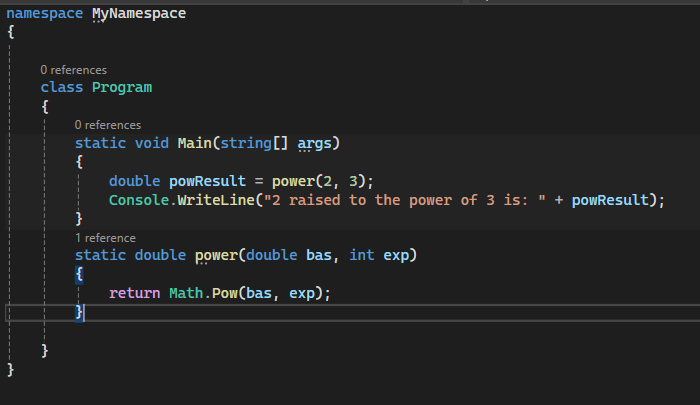 namespace MyNamespace
{
0 references
class Program
{
0 references
static void Main(string[] args)
{
double powResult = power(2, 3);
Console.WriteLine("2 raised to the power of 3 is: " + powResult);
}
1 reference
static double power(double bas, int exp)
{
return Math.Pow(bas, exp);
}
}
}